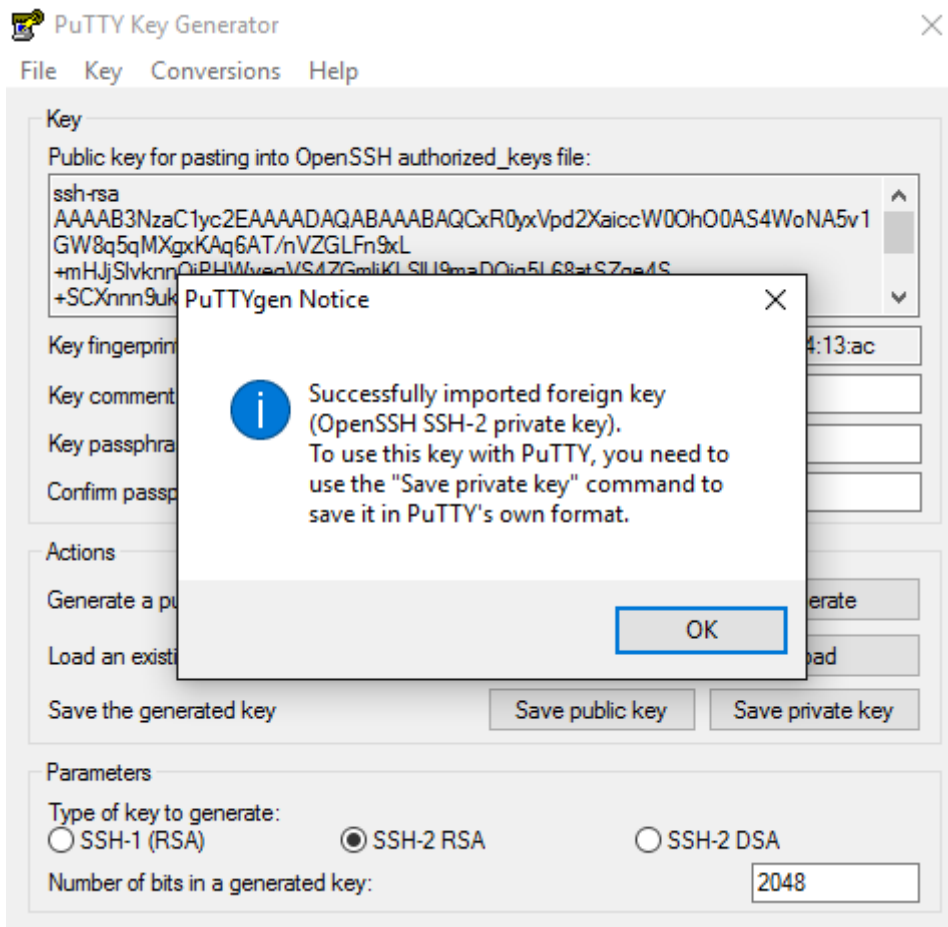 PuTTY Key Generator
File Key Conversions Help
Key
Public key for pasting into OpenSSH authorized_keys file:
ssh-rsa
AAAAB3NzaC1yc2EAAAADAQABAAABAQCxR0yxVpd2XaiccW0OhO0AS4WoNA5v1
GW8q5qMXgxKAq6AT/nVZGLFn9xL
+SCXnnn9uk
PuTTYgen Notice
Key fingerprin 4:13:ac
Key comment
Key passphra
Confirm passp
Successfully imported foreign key
(OpenSSH SSH-2 private key).
To use this key with PuTTY, you need to
use the "Save private key" command to
save it in PuTTY's own format.
OK
Actions
Generate a pu erate
Load an existi oad
Save the generated key Save public key Save private key
Parameters
Type of key to generate:
SSH-1 (RSA) SSH-2 RSA SSH-2 DSA
Number of bits in a generated key: 2048